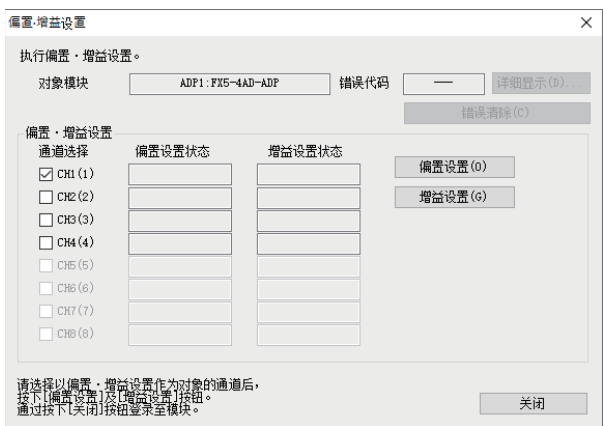 偏置·增益设置
执行偏置·增益设置。
对象模块 ADP1:FX5-4AD-ADP 错误代码 — 详细显示(D)...
错误清除(C)
偏置·增益设置
通道选择 偏置设置状态 增益设置状态
CH1(1) 偏置设置(O)
CH2(2) 增益设置(G)
CH3(3)
CH4(4)
CH5(5)
CH6(6)
CH7(7)
CH8(8)
请选择以偏置·增益设置作为对象的通道后，
按下[偏置设置]及[增益设置]按钮。
通过按下[关闭]按钮登录至模块。
关闭